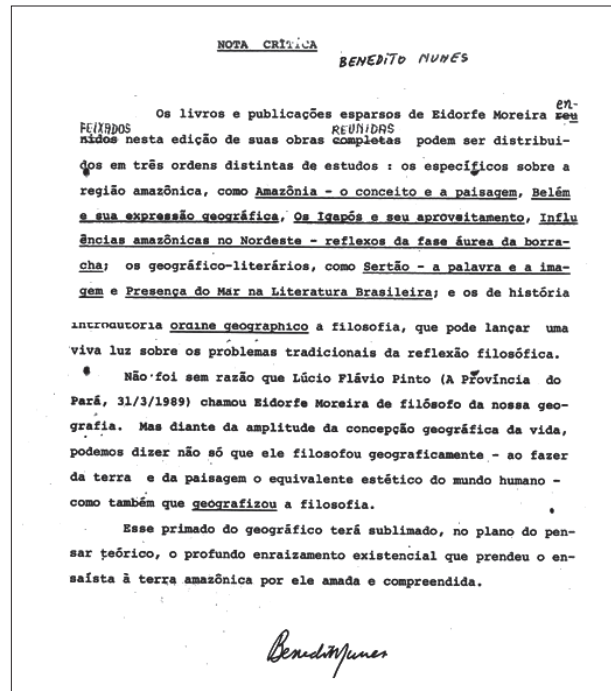 NOTA CRÍTICA
BENEDITO NUNES
Os livros e publicações esparsos de Eidorfe Moreira reu en-
nidos FEIXADOS nesta edição de suas obras completas REUNIDAS podem ser distribui-
dos em três ordens distintas de estudos : os específicos sobre a
região amazônica, como Amazônia - o conceito e a paisagem, Belém
e sua expressão geográfica, Os Igapós e seu aproveitamento, Influ
ências amazônicas no Nordeste - reflexos da fase áurea da borra-
cha; os geográfico-literários, como Sertão - a palavra e a ima-
gem e Presença do Mar na Literatura Brasileira; e os de história
introdutoria ordine geographico a filosofia, que pode lançar uma
viva luz sobre os problemas tradicionais da reflexão filosófica.
Não foi sem razão que Lúcio Flávio Pinto (A Província do
Pará, 31/3/1989) chamou Eidorfe Moreira de filósofo da nossa geo-
grafia. Mas diante da amplitude da concepção geográfica da vida,
podemos dizer não só que ele filosofou geograficamente - ao fazer
da terra e da paisagem o equivalente estético do mundo humano -
como também que geografizou a filosofia.
Esse primado do geográfico terá sublimado, no plano do pen-
sar teórico, o profundo enraizamento existencial que prendeu o en-
saísta à terra amazônica por ele amada e compreendida.
Benedito Nunes